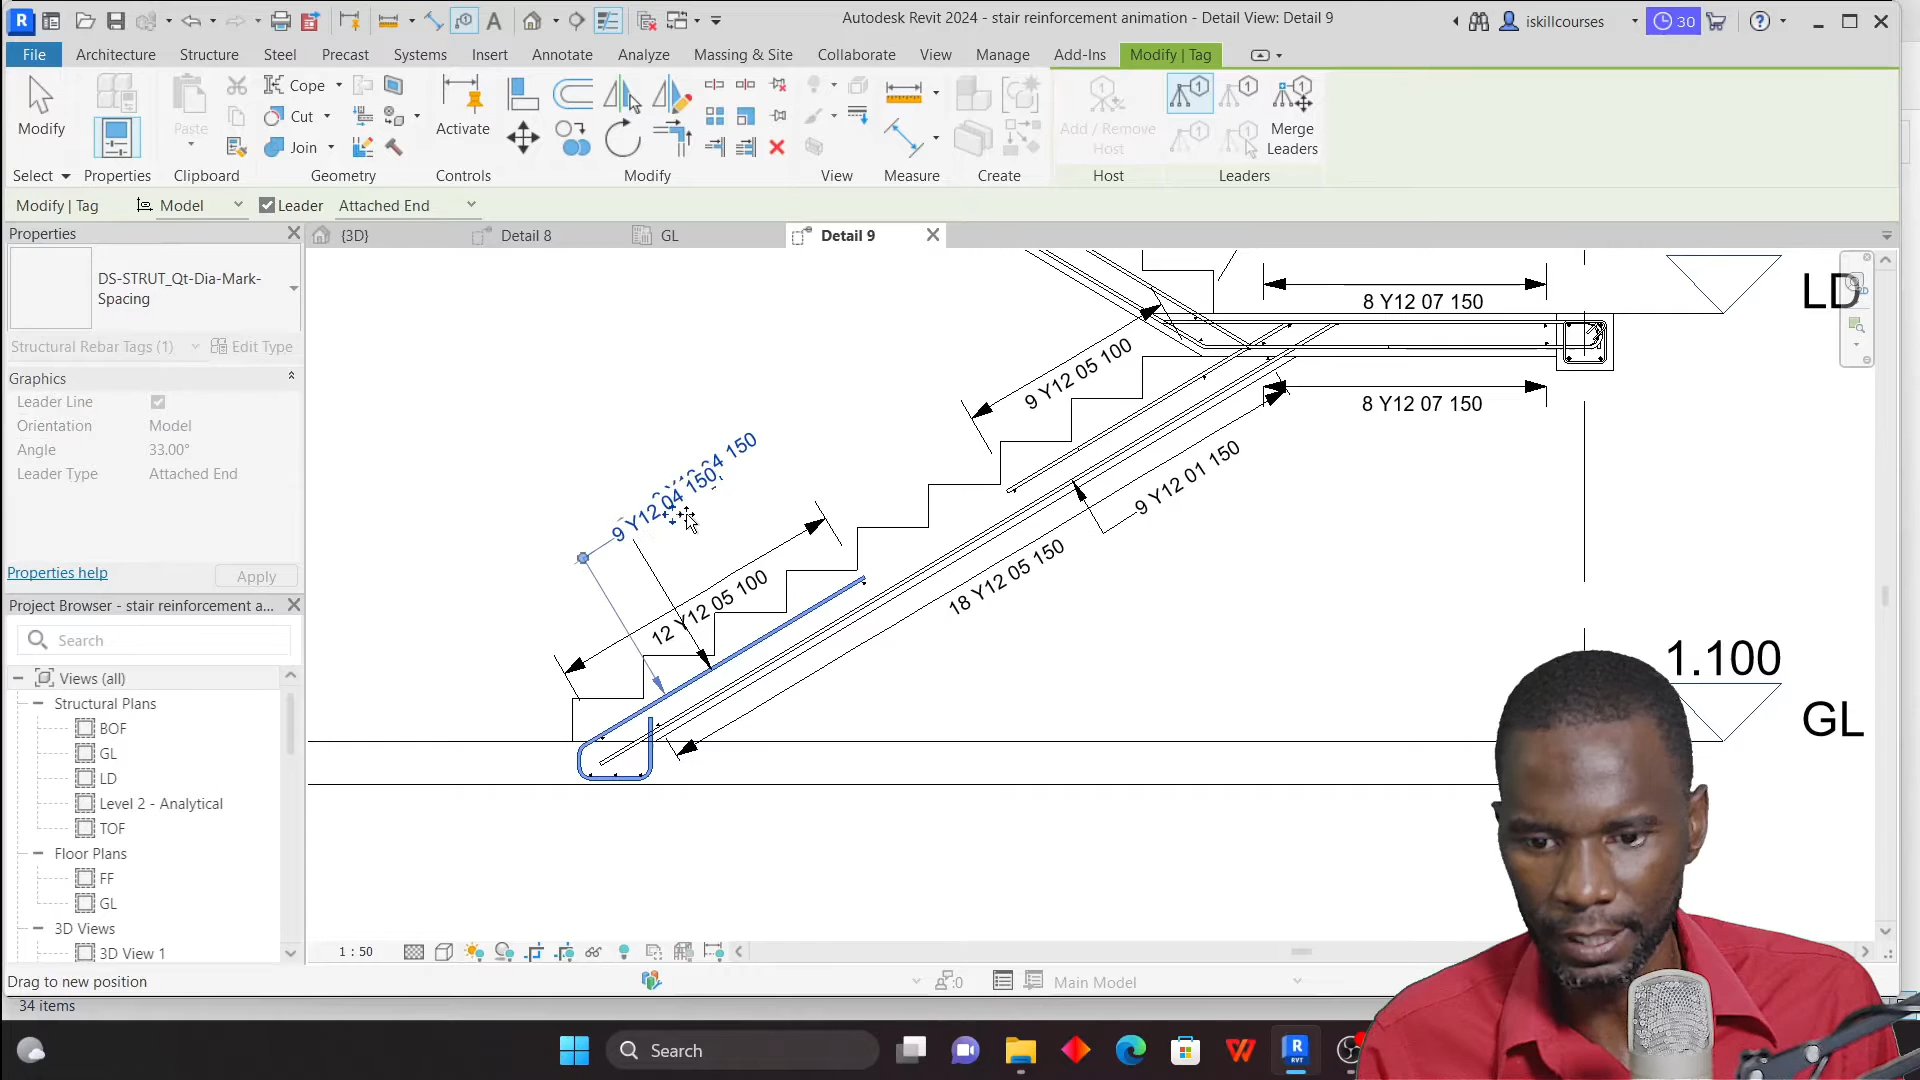 Autodesk Revit 2024 - stair reinforcement animation - Detail View: Detail 9
iskillcourses
30
File Architecture Structure Steel Precast Systems Insert Annotate Analyze Massing & Site Collaborate View Manage Add-Ins Modify | Tag
Cope
Cut
Join
Modify
Paste
Activate
Add / Remove
Host
Merge
Leaders
Select Properties Clipboard Geometry Controls Modify View Measure Create Host Leaders
Modify | Tag Model Leader Attached End
Properties
{3D} Detail 8 GL Detail 9
DS-STRUT_Qt-Dia-Mark-
Spacing
Structural Rebar Tags (1) Edit Type
Graphics
Leader Line
Orientation Model
Angle 33.00°
Leader Type Attached End
Properties help Apply
Project Browser - stair reinforcement a...
Search
Views (all)
Structural Plans
BOF
GL
LD
Level 2 - Analytical
TOF
Floor Plans
FF
GL
3D Views
3D View 1
8 Y12 07 150
LD
9 Y12 05 100
8 Y12 07 150
9 Y12 01 150
9 Y12 04 150
12 Y12 05 100
18 Y12 05 150
1.100
GL
1 : 50
Drag to new position
:0
Main Model
34 items
Search